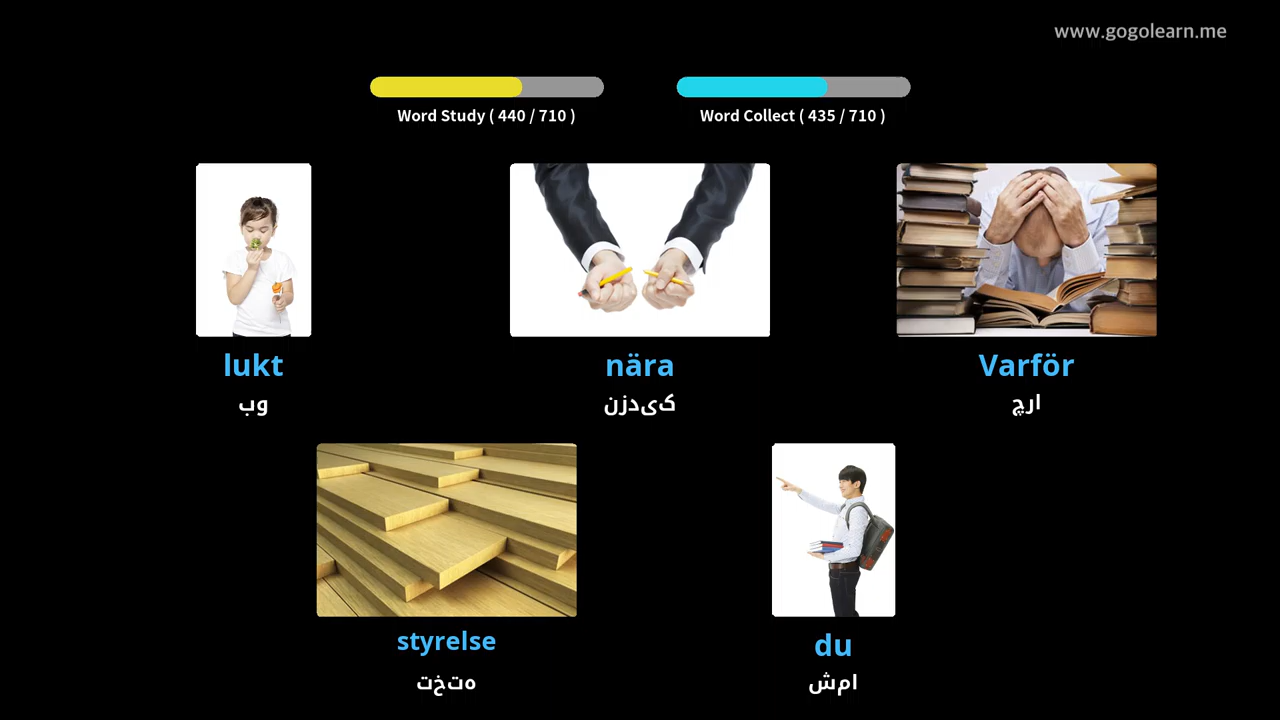 www.gogolearn.me
Word Study ( 440 / 710 )
Word Collect ( 435 / 710 )
lukt
وب
nära
کیدزن
Varför
ارچ
styrelse
هتخت
du
امش